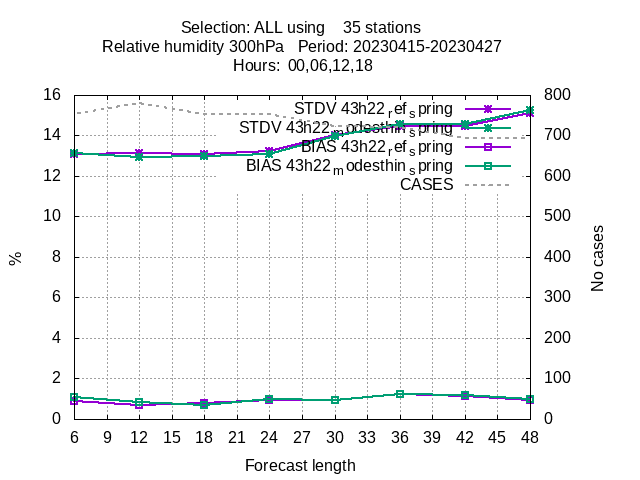 Selection: ALL using 35 stations
Relative humidity 300hPa Period: 20230415-20230427
Hours: 00,06,12,18
STDV 43h22_ref_spring
STDV 43h22_modesthin_spring
BIAS 43h22_ref_spring
BIAS 43h22_modesthin_spring
CASES
16
14
12
10
8
6
4
2
0
%
800
700
600
500
400
300
200
100
0
No cases
6 9 12 15 18 21 24 27 30 33 36 39 42 45 48
Forecast length